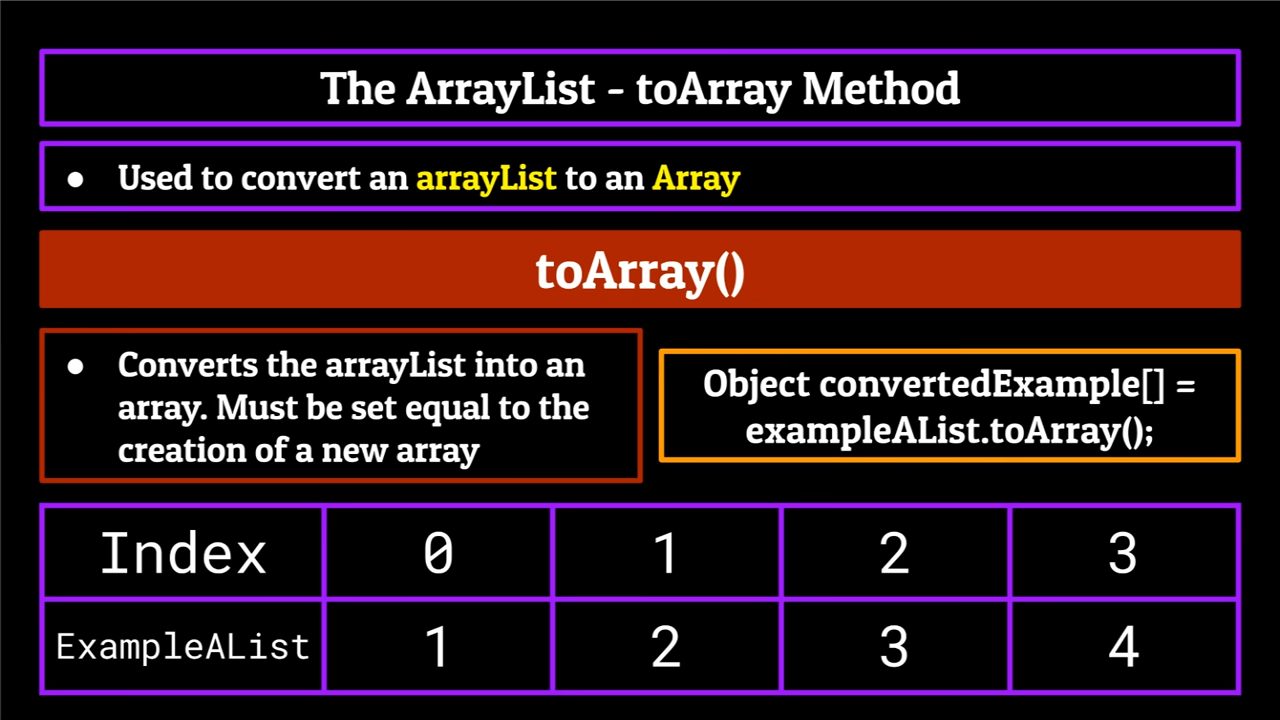 The ArrayList - toArray Method
● Used to convert an arrayList to an Array
toArray()
● Converts the arrayList into an
array. Must be set equal to the
creation of a new array
Object convertedExample[] =
exampleAList.toArray();
Index 0 1 2 3
ExampleAList 1 2 3 4